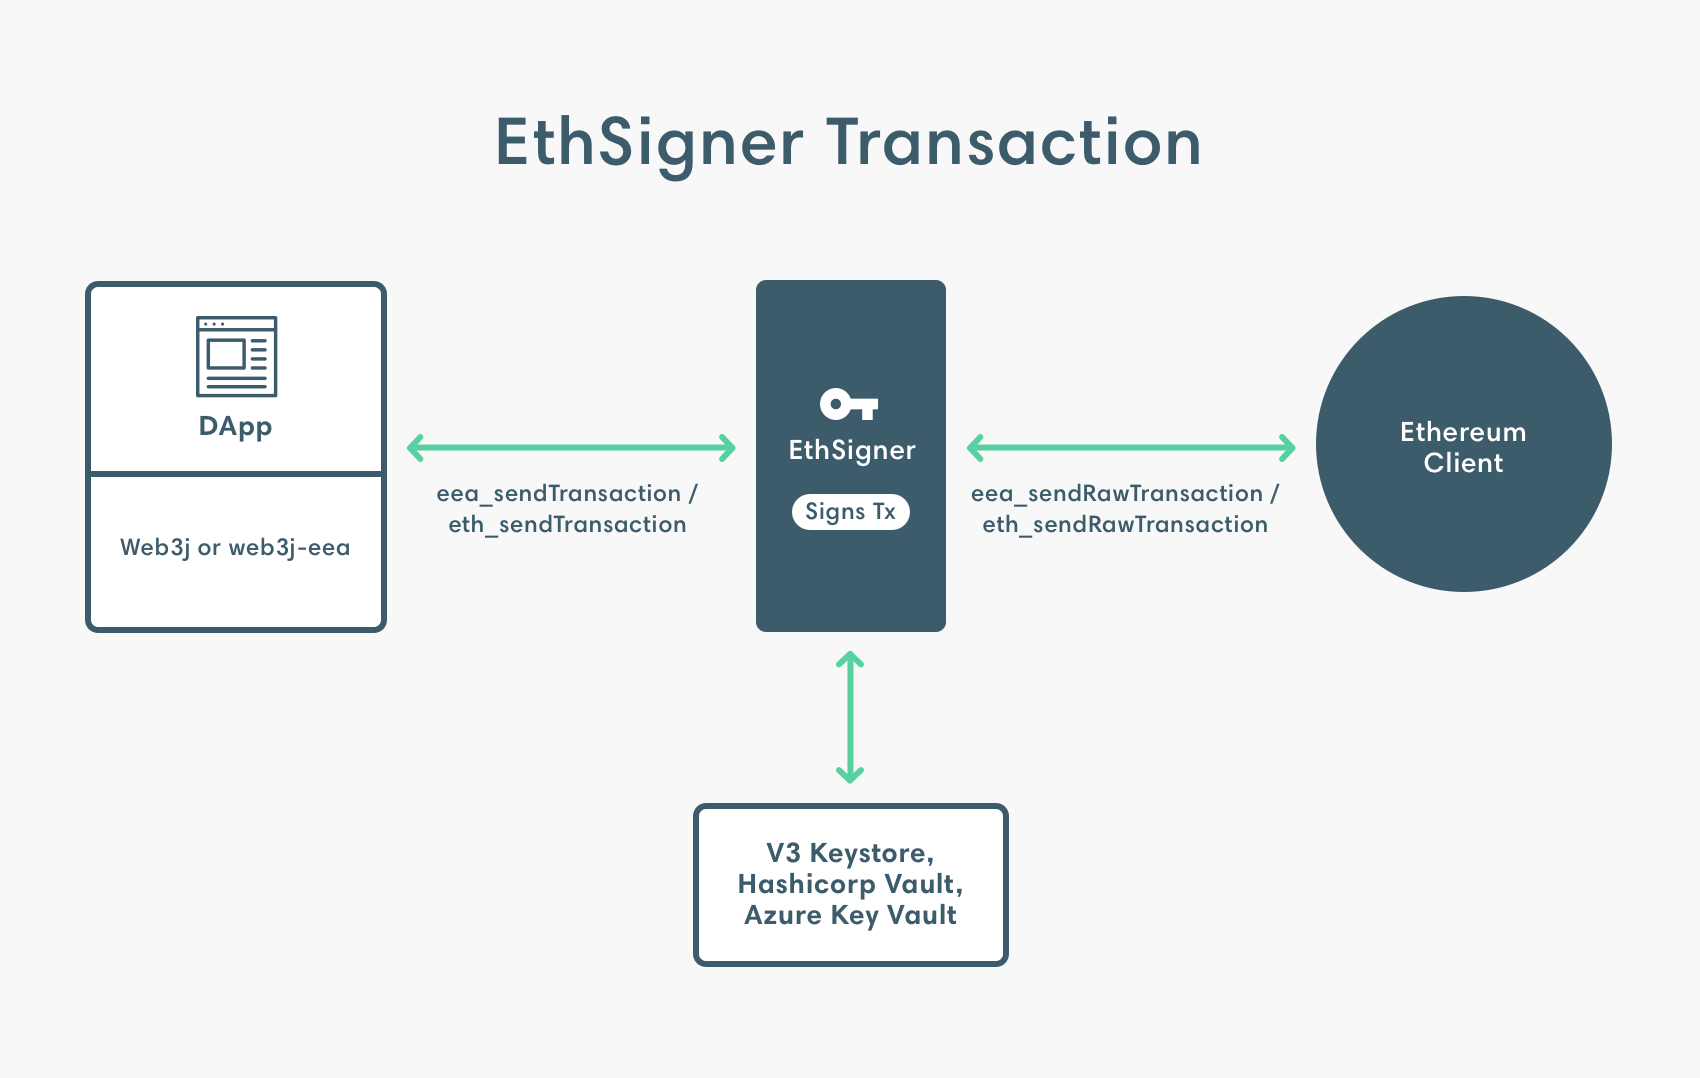 EthSigner Transaction
DApp
Web3j or web3j-eea
eea_sendTransaction /
eth_sendTransaction
EthSigner
Signs Tx
eea_sendRawTransaction /
eth_sendRawTransaction
Ethereum
Client
V3 Keystore,
Hashicorp Vault,
Azure Key Vault